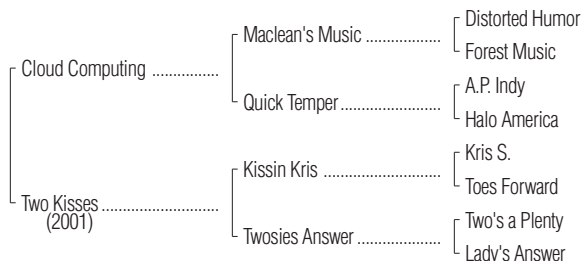 Distorted Humor
Maclean's Music ..................
Forest Music
Cloud Computing ................
A.P. Indy
Quick Temper........................
Halo America
Kris S.
Kissin Kris ............................
Toes Forward
Two Kisses ............................
(2001)
Two's a Plenty
Twosies Answer ....................
Lady's Answer